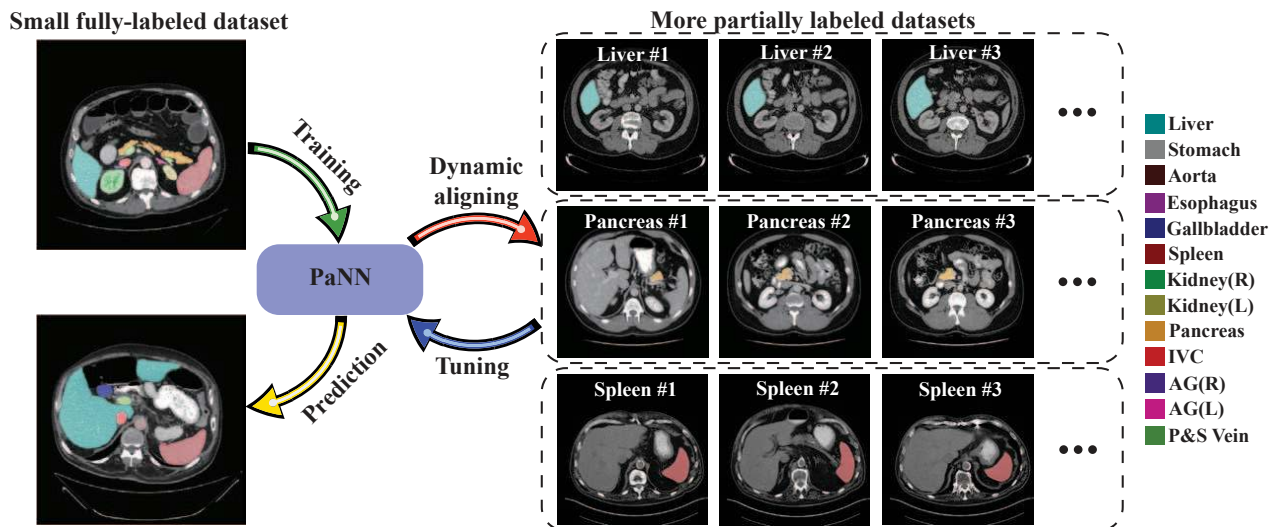 Small fully-labeled dataset
More partially labeled datasets
Training
Dynamic
aligning
PaNN
Tuning
Prediction
Liver #1
Liver #2
Liver #3
Pancreas #1
Pancreas #2
Pancreas #3
Spleen #1
Spleen #2
Spleen #3
Liver
Stomach
Aorta
Esophagus
Gallbladder
Spleen
Kidney(R)
Kidney(L)
Pancreas
IVC
AG(R)
AG(L)
P&S Vein